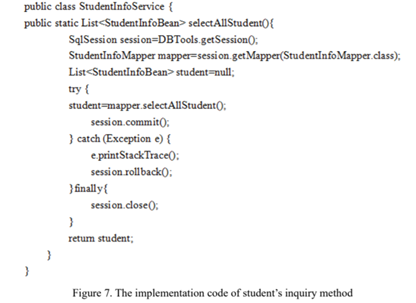 public class StudentInfoService {
public static List<StudentInfoBean> selectAllStudent(){
SqlSession session=DBTools.getSession();
StudentInfoMapper mapper=session.getMapper(StudentInfoMapper.class);
List<StudentInfoBean> student=null;
try {
student=mapper.selectAllStudent();
session.commit();
} catch (Exception e) {
e.printStackTrace();
session.rollback();
}finally{
session.close();
}
return student;
}
}
Figure 7. The implementation code of student's inquiry method